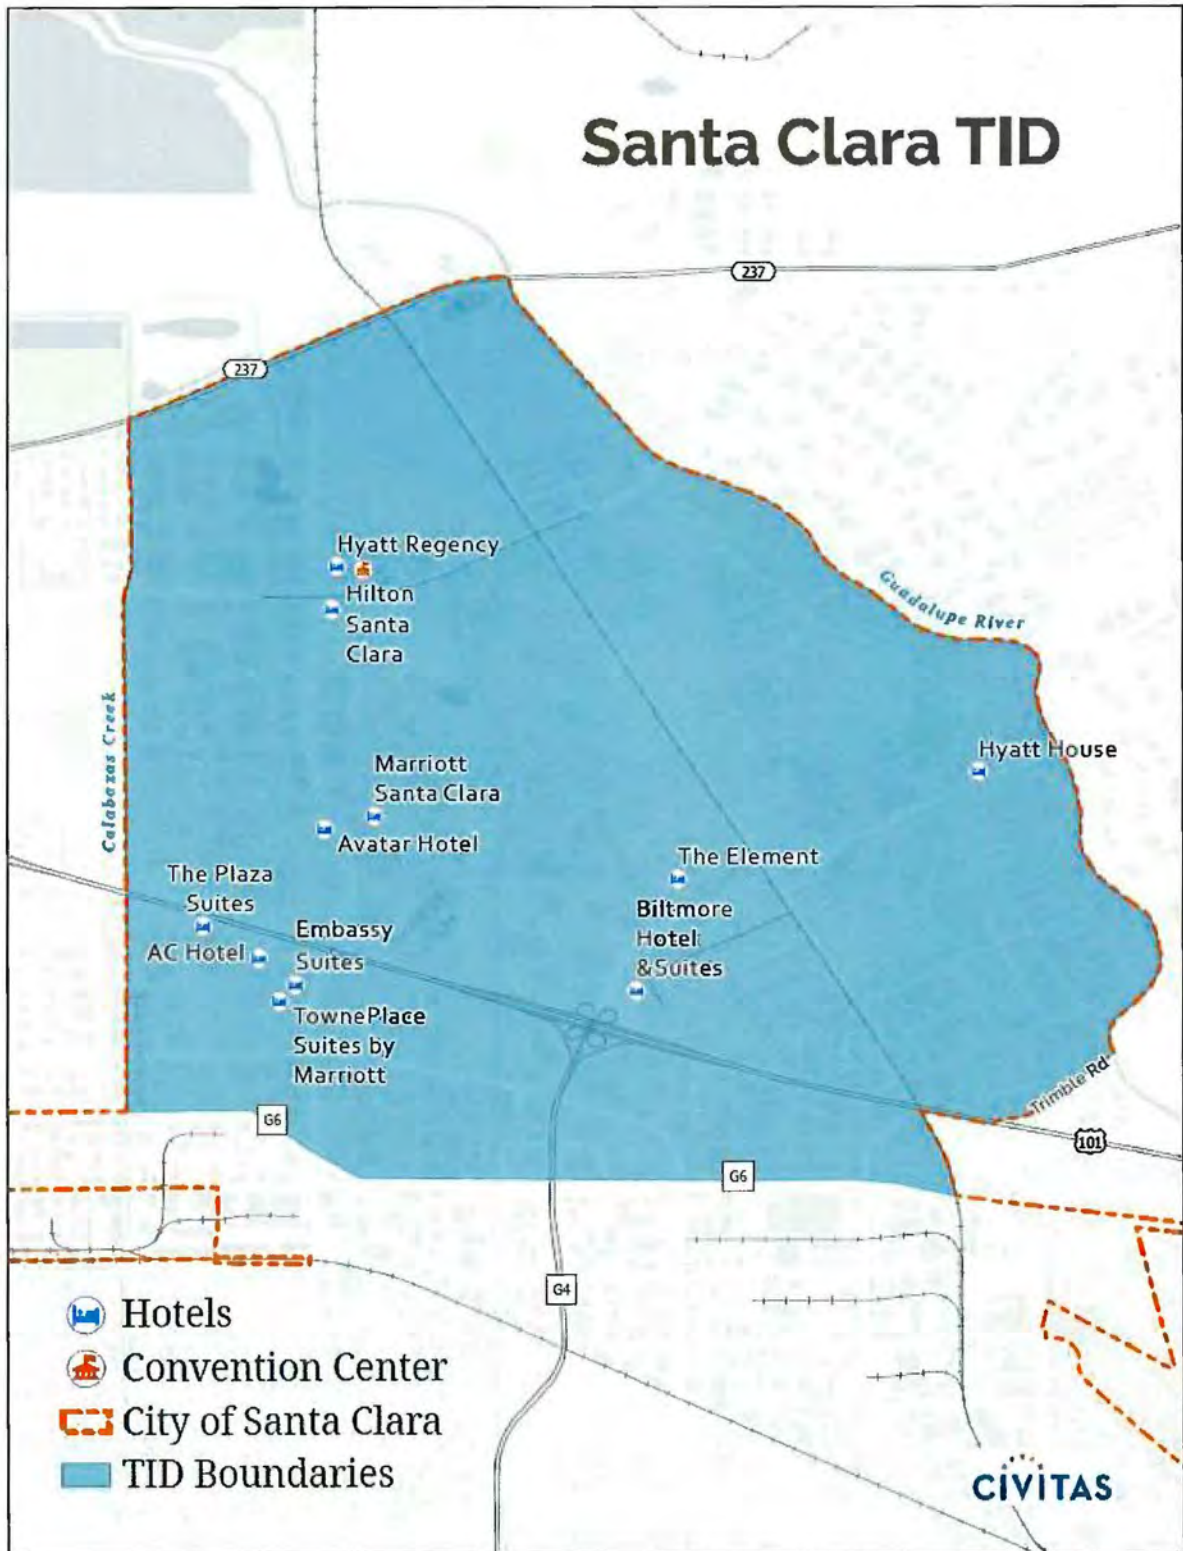 Santa Clara TID
237
237
Hyatt Regency
Hilton
Santa
Clara
Guadalupe River
Calabazas Creek
Hyatt House
Marriott
Santa Clara
Avatar Hotel
The Element
The Plaza
Suites
Biltmore
Hotel
&Suites
Embassy
Suites
AC Hotel
TownePlace
Suites by
Marriott
Trimble Rd
G6
101
G6
G4
Hotels
Convention Center
City of Santa Clara
TID Boundaries
CIVITAS